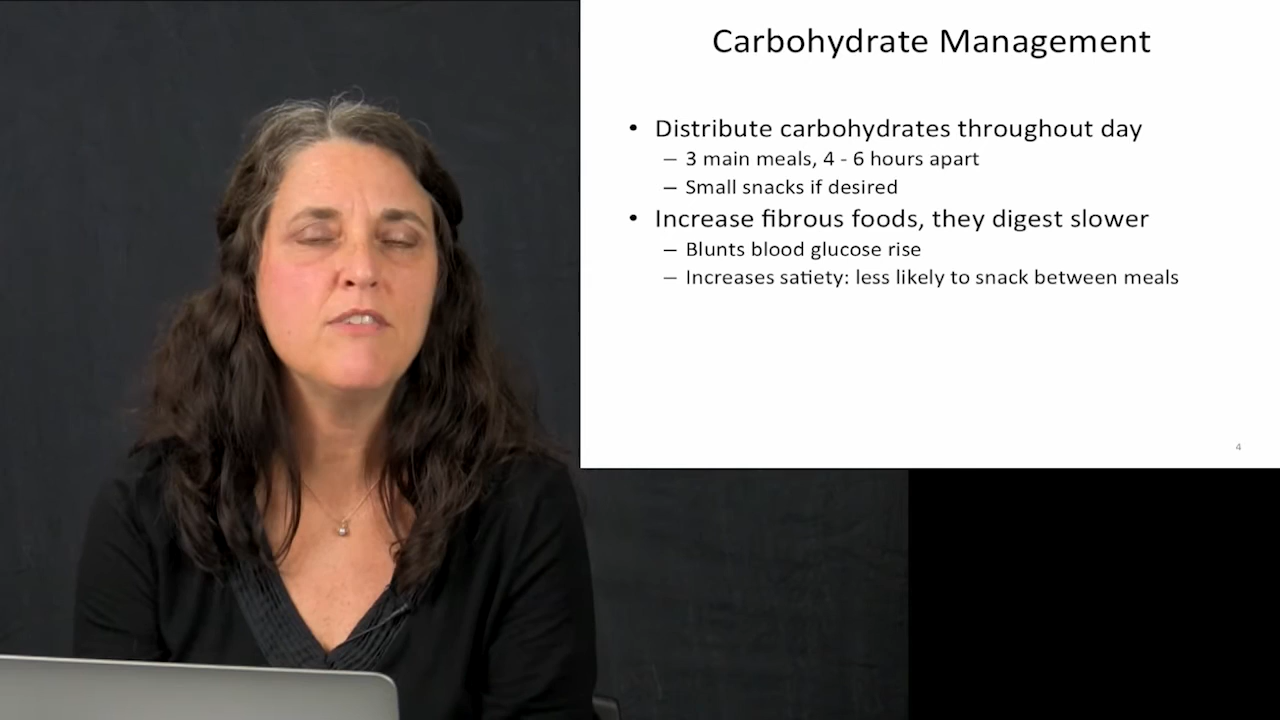 Carbohydrate Management
• Distribute carbohydrates throughout day
– 3 main meals, 4 - 6 hours apart
– Small snacks if desired
• Increase fibrous foods, they digest slower
– Blunts blood glucose rise
– Increases satiety: less likely to snack between meals
4